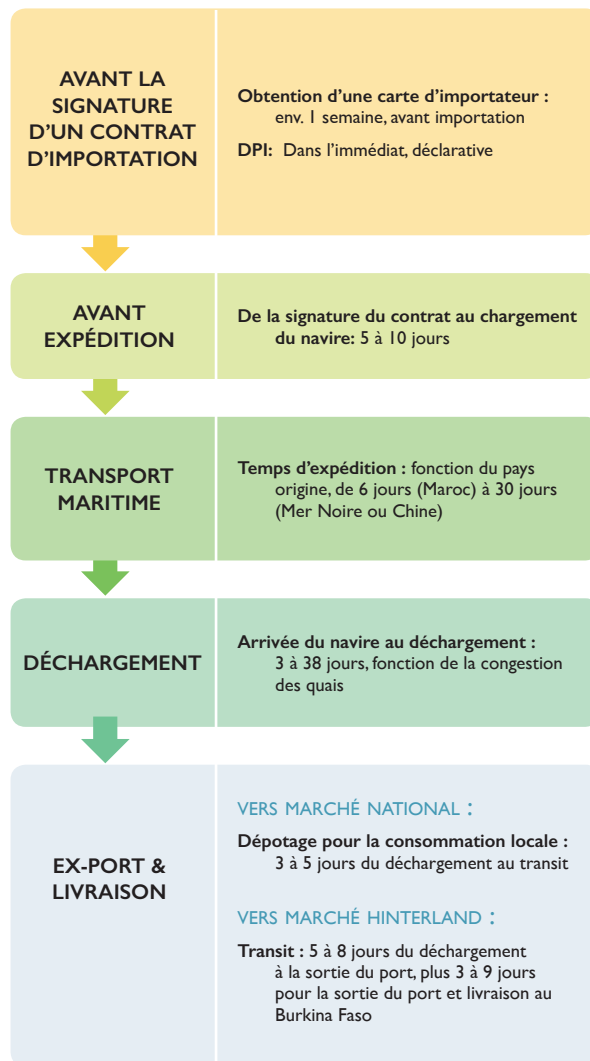 AVANT LA
SIGNATURE
D'UN CONTRAT
D'IMPORTATION
Obtention d'une carte d'importateur :
env. 1 semaine, avant importation
DPI: Dans l'immédiat, déclarative
AVANT
EXPÉDITION
De la signature du contrat au chargement
du navire: 5 à 10 jours
TRANSPORT
MARITIME
Temps d'expédition : fonction du pays
origine, de 6 jours (Maroc) à 30 jours
(Mer Noire ou Chine)
DÉCHARGEMENT
Arrivée du navire au déchargement :
3 à 38 jours, fonction de la congestion
des quais
EX-PORT &
LIVRAISON
VERS MARCHÉ NATIONAL :
Dépotage pour la consommation locale :
3 à 5 jours du déchargement au transit
VERS MARCHÉ HINTERLAND :
Transit : 5 à 8 jours du déchargement
à la sortie du port, plus 3 à 9 jours
pour la sortie du port et livraison au
Burkina Faso